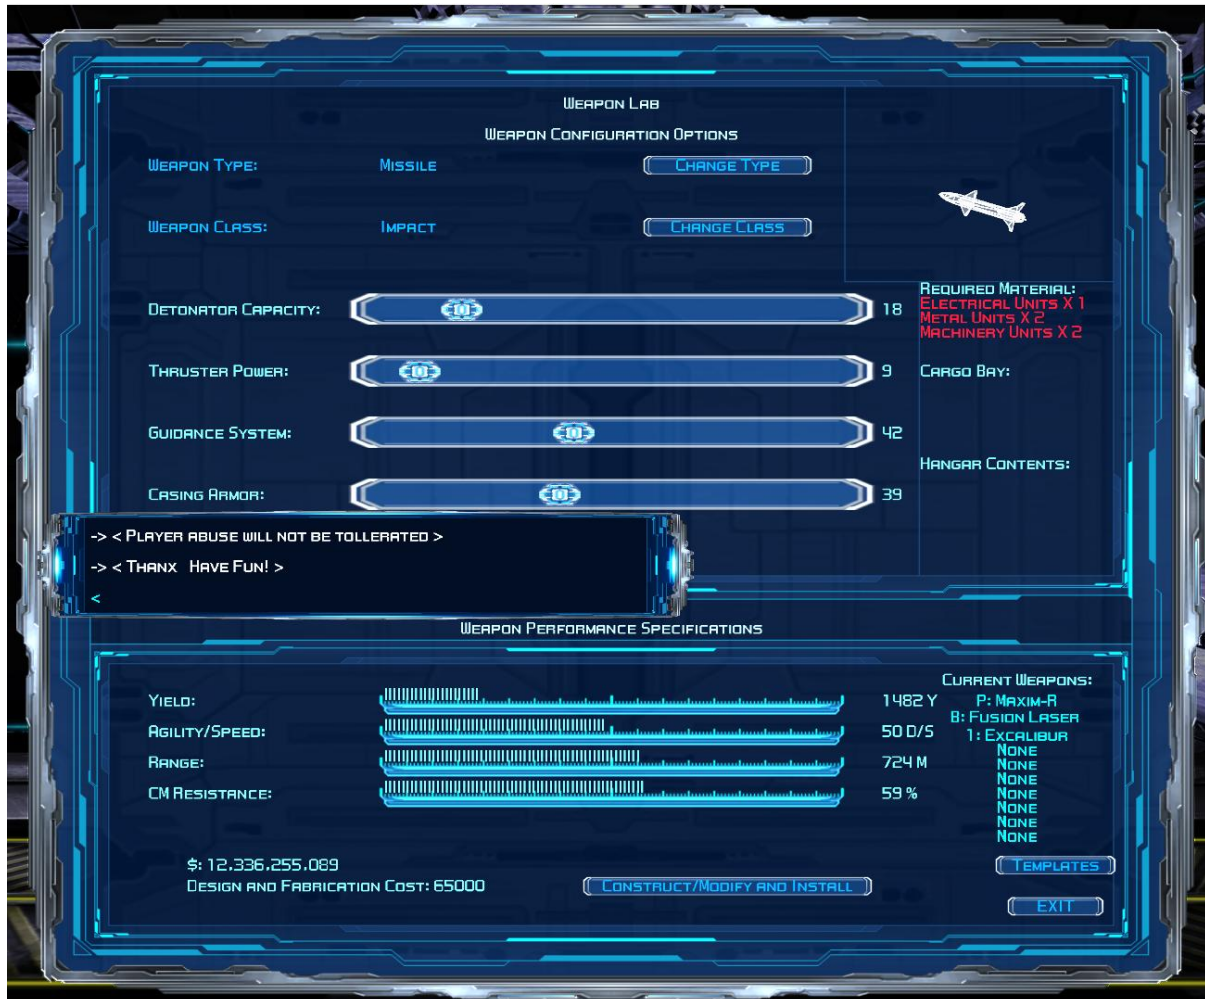 Weapon Lab
Weapon Configuration Options
Weapon Type: Missile Change Type
Weapon Class: Impact Change Class
Required Material:
Electrical Units X 1
Metal Units X 2
Machinery Units X 2
Detonator Capacity: 18
Thruster Power: 9
Cargo Bay:
Guidance System: 42
Hangar Contents:
Casing Armor: 39
-> < Player abuse will not be tollerated >
-> < Thanx Have Fun! >
<
Weapon Performance Specifications
Yield: 1482 Y
Agility/Speed: 50 D/S
Range: 724 M
CM Resistance: 59 %
Current Weapons:
P: Maxim-R
B: Fusion Laser
1: Excalibur
None
None
None
None
None
None
None
$: 12,336,255,089
Design and Fabrication Cost: 65000
Construct/Modify and Install
Templates
EXIT